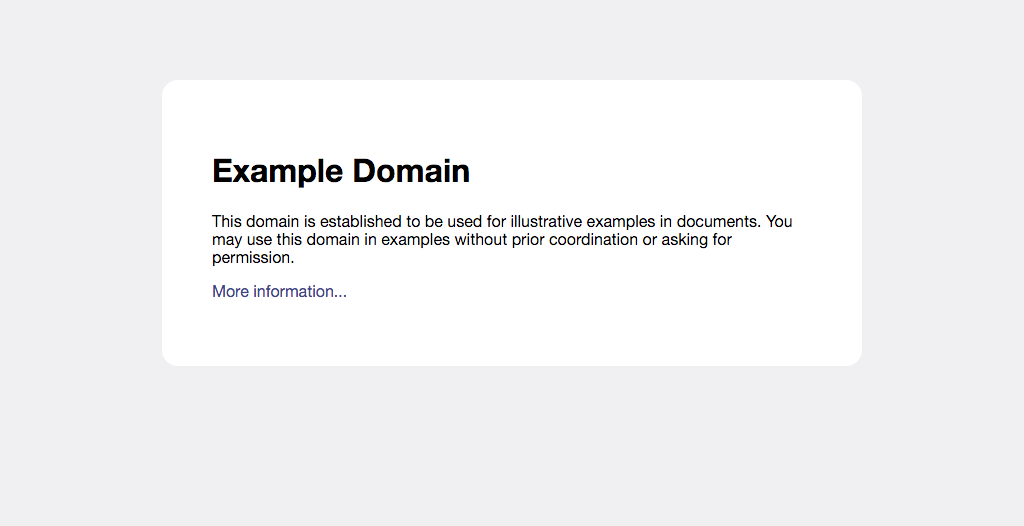 Example Domain
This domain is established to be used for illustrative examples in documents. You
may use this domain in examples without prior coordination or asking for
permission.
More information...